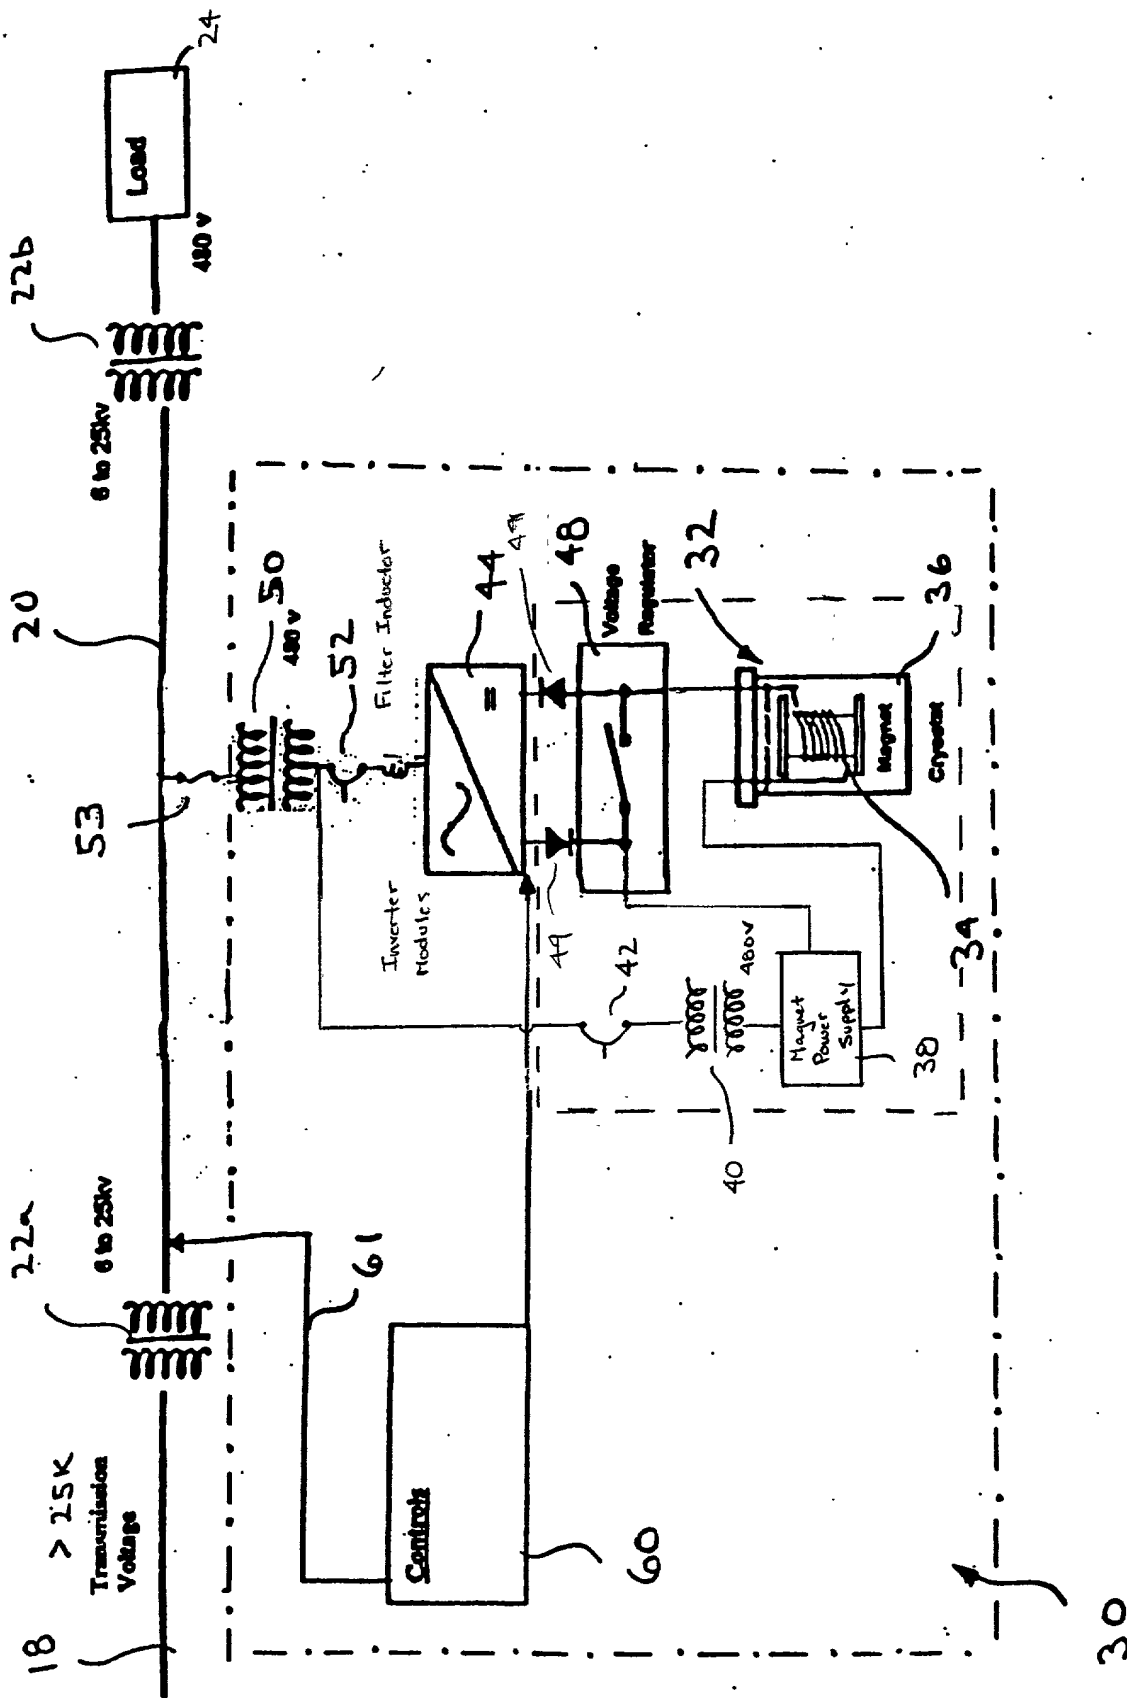 18
> 25K
Transmission
Voltage
22a
6 to 25kv
20
6 to 25kv
22b
480 v
Load
24
53
50
480 v
52
Filter Inductor
Inverter
Modules
44
49
49
48
Voltage
Regulator
32
61
Controls
60
42
40
480V
Magnet
Power
Supply
38
34
Magnet
Cryostat
36
30